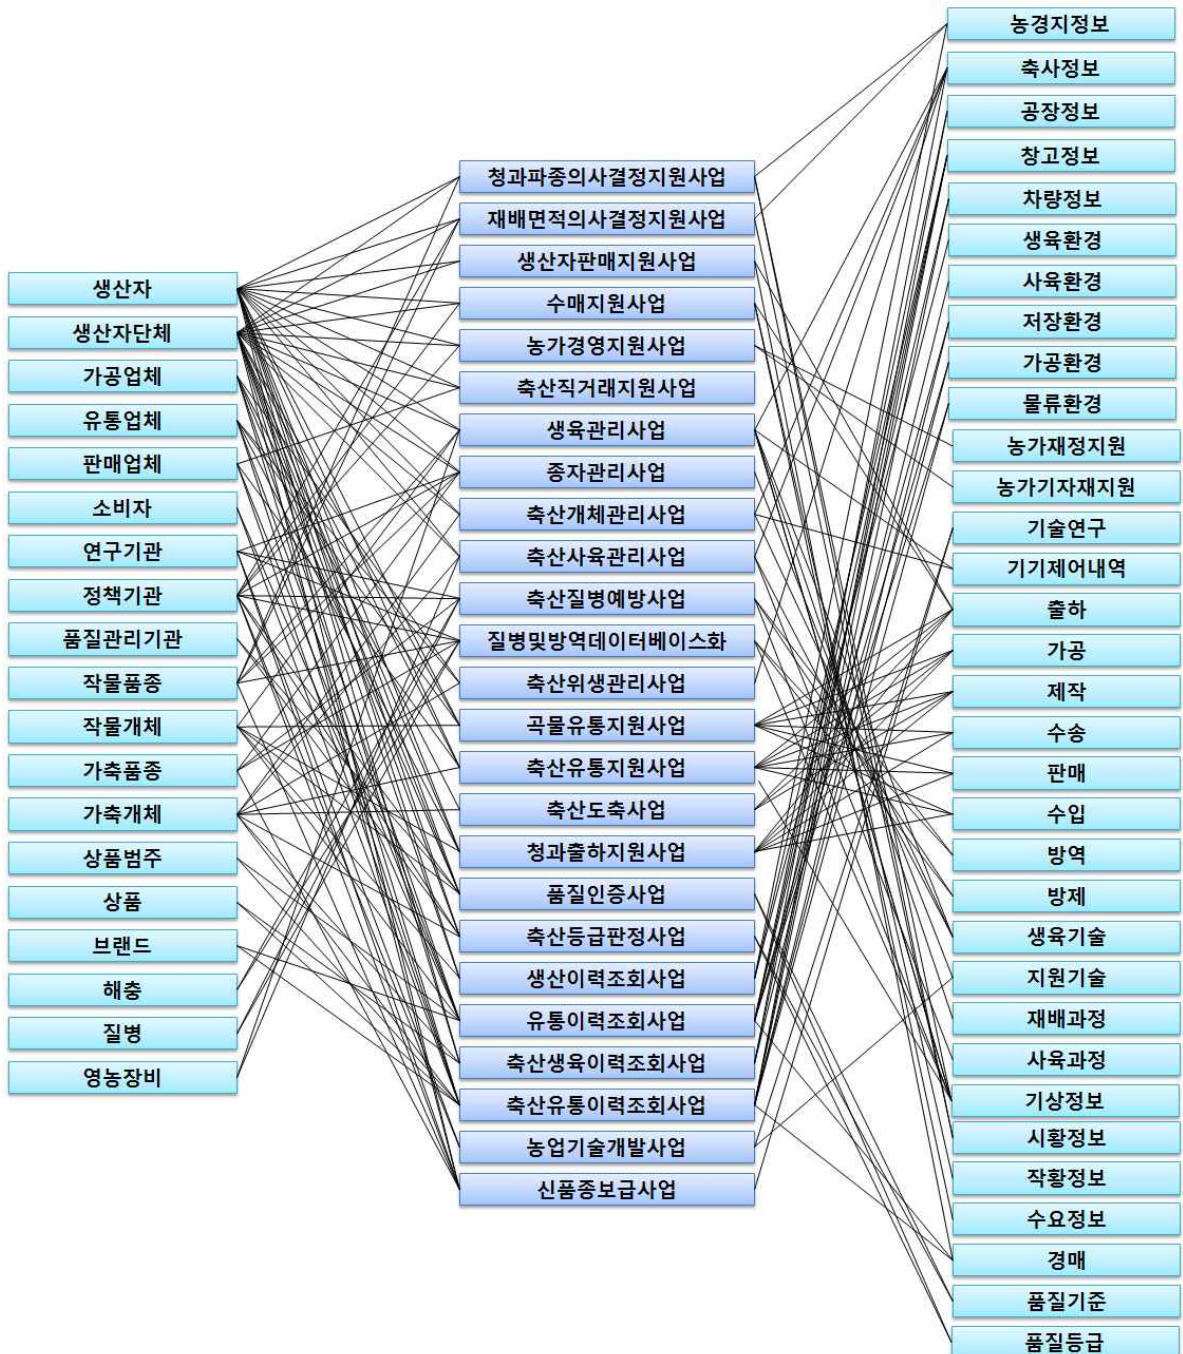 생산자
생산자단체
가공업체
유통업체
판매업체
소비자
연구기관
정책기관
품질관리기관
작물품종
작물개체
가축품종
가축개체
상품범주
상품
브랜드
해충
질병
영농장비
청과파종의사결정지원사업
재배면적의사결정지원사업
생산자판매지원사업
수매지원사업
농가경영지원사업
축산직거래지원사업
생육관리사업
종자관리사업
축산개체관리사업
축산사육관리사업
축산질병예방사업
질병및방역데이터베이스화
축산위생관리사업
곡물유통지원사업
축산유통지원사업
축산도축사업
청과출하지원사업
품질인증사업
축산등급판정사업
생산이력조회사업
유통이력조회사업
축산생육이력조회사업
축산유통이력조회사업
농업기술개발사업
신품종보급사업
농경지정보
축사정보
공장정보
창고정보
차량정보
생육환경
사육환경
저장환경
가공환경
물류환경
농가재정지원
농가기자재지원
기술연구
기기제어내역
출하
가공
제작
수송
판매
수입
방역
방제
생육기술
지원기술
재배과정
사육과정
기상정보
시황정보
작황정보
수요정보
경매
품질기준
품질등급